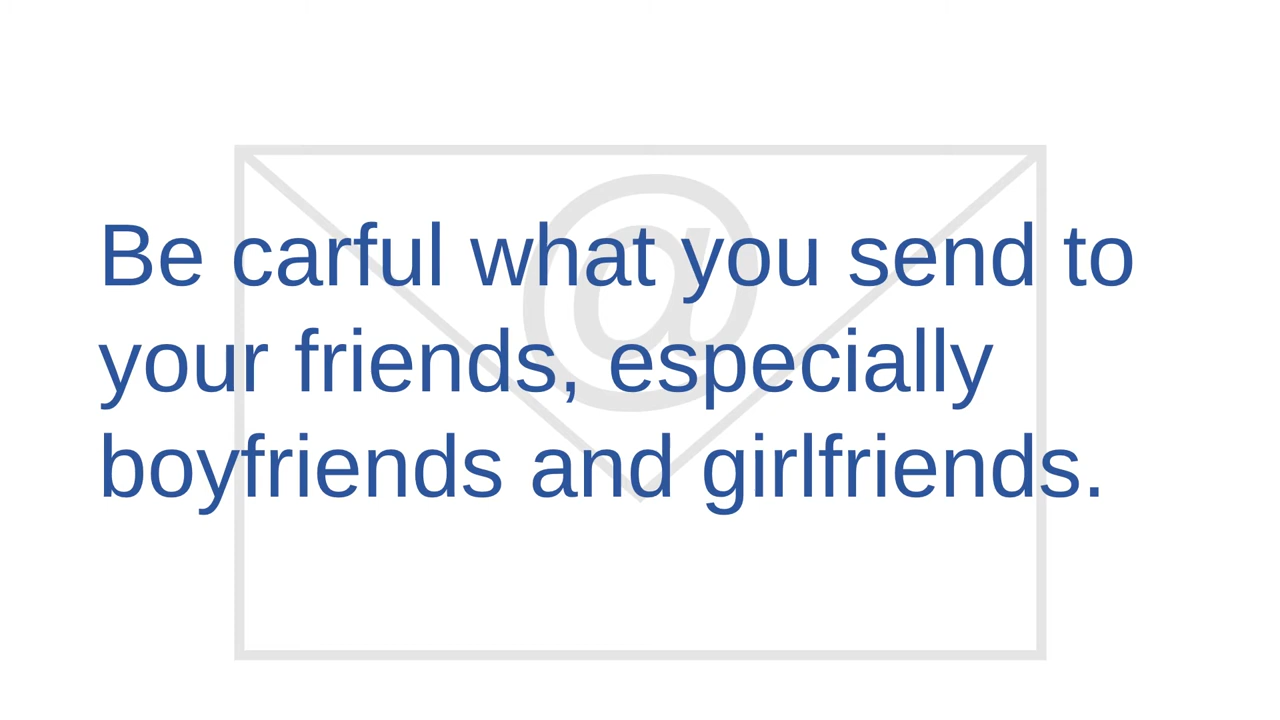 Be carful what you send to
your friends, especially
boyfriends and girlfriends.
@